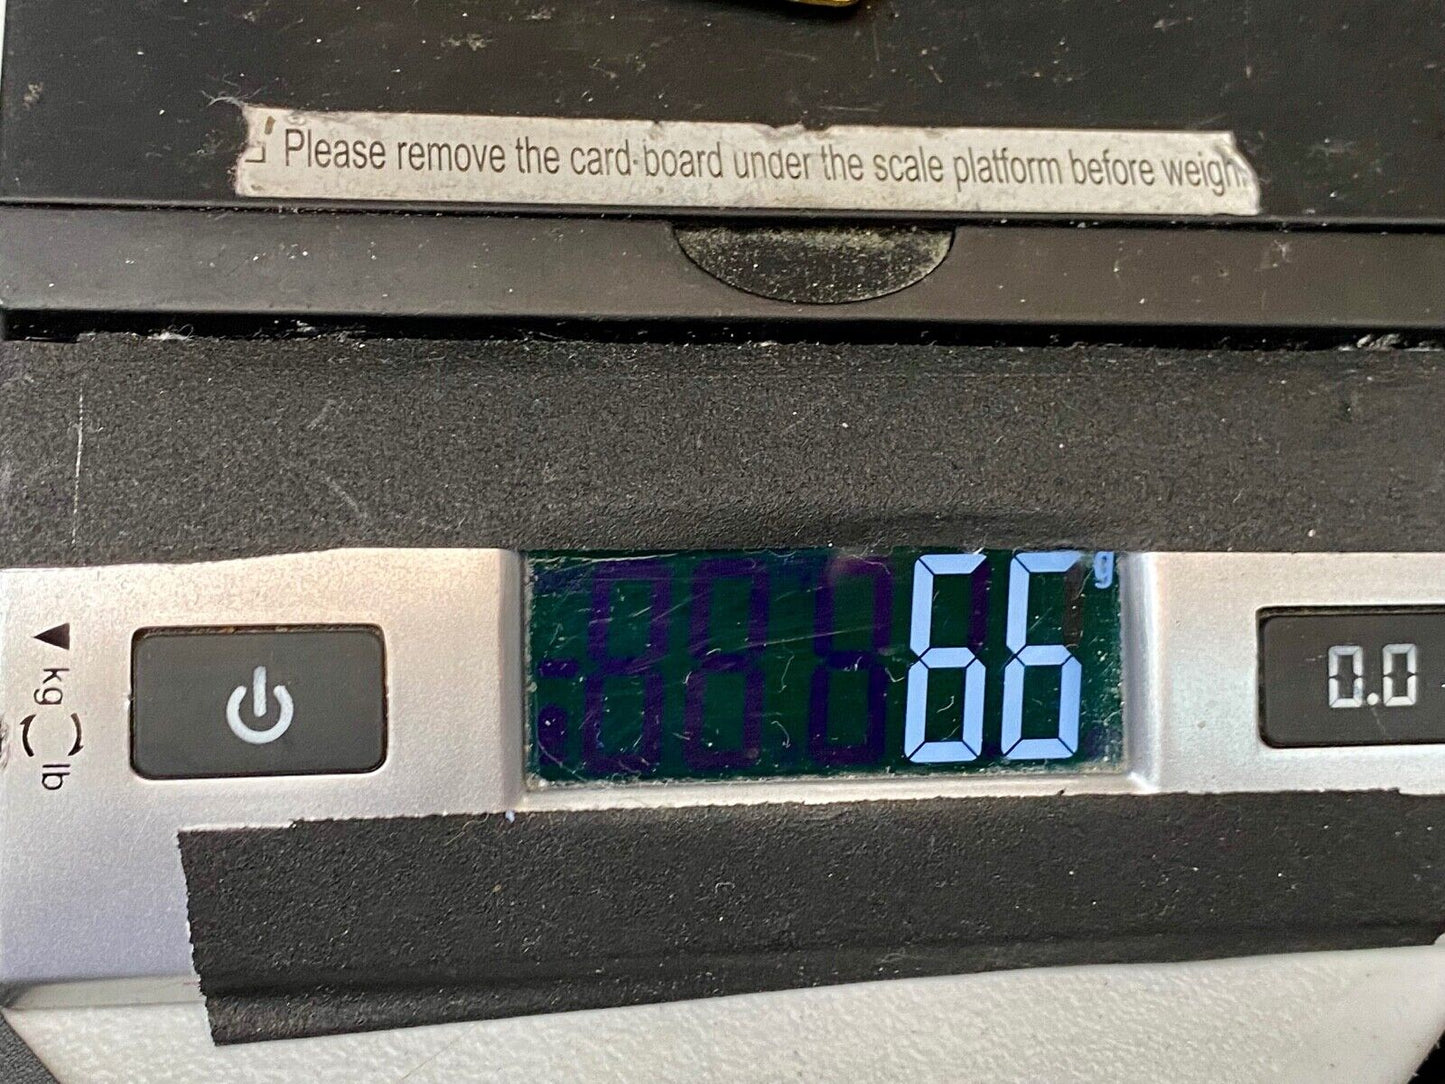 Please remove the card-board under the scale platform before weigh
66 g
kg
lb
0.0